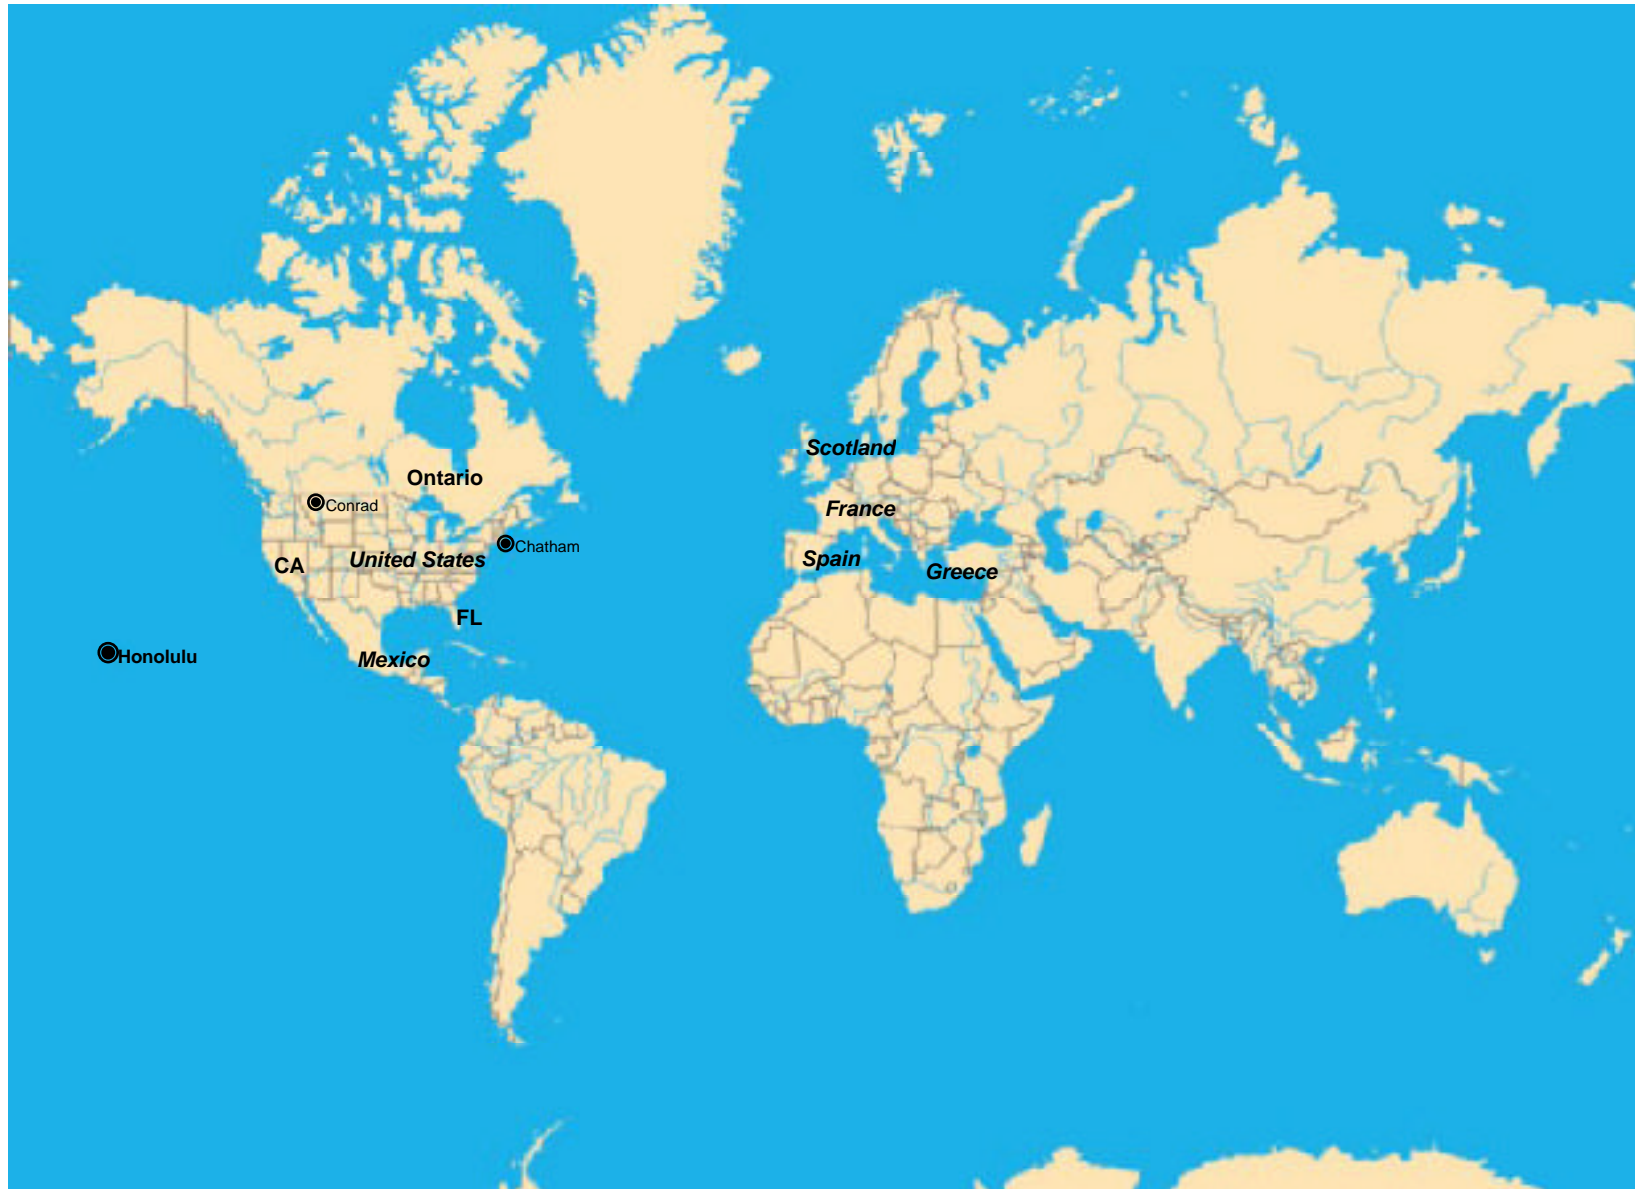 Scotland
Ontario
Conrad
France
Chatham
United States
Spain
CA
Greece
FL
Honolulu
Mexico